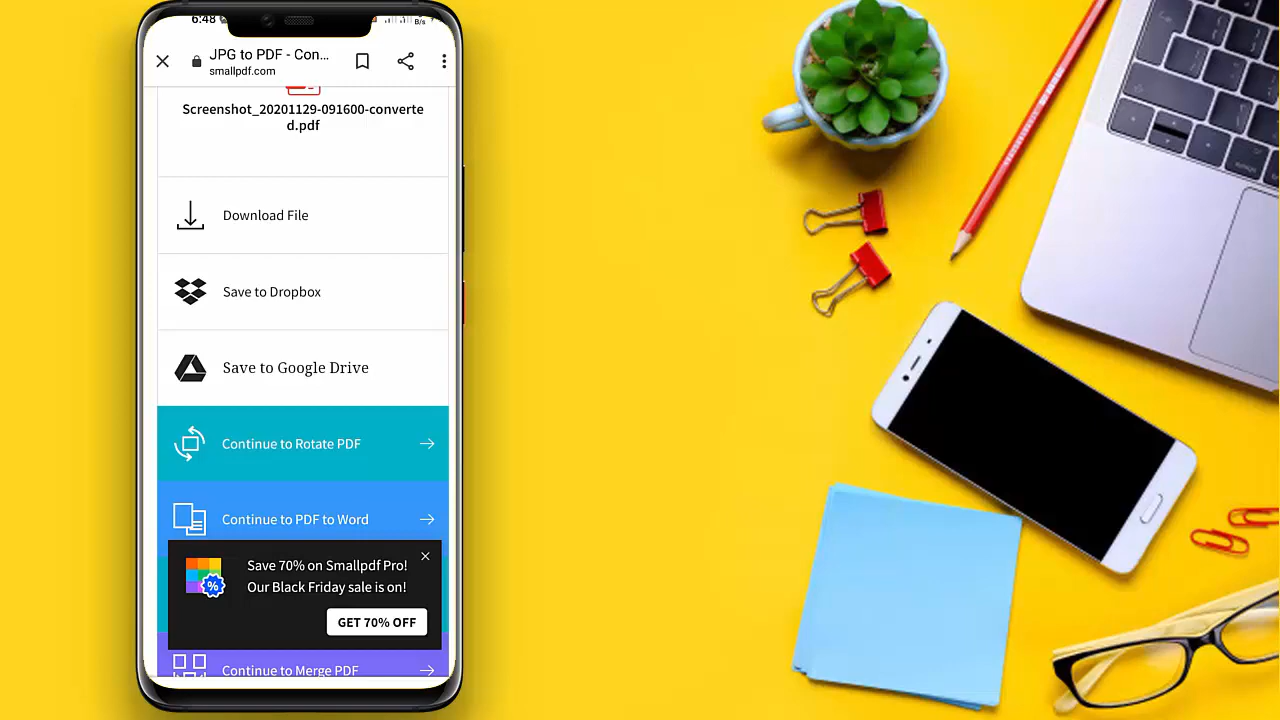 6:48
B/s
JPG to PDF - Con...
smallpdf.com
Screenshot_20201129-091600-converte
d.pdf
Download File
Save to Dropbox
Save to Google Drive
Continue to Rotate PDF
Continue to PDF to Word
Save 70% on Smallpdf Pro!
Our Black Friday sale is on!
%
GET 70% OFF
Continue to Merge PDF